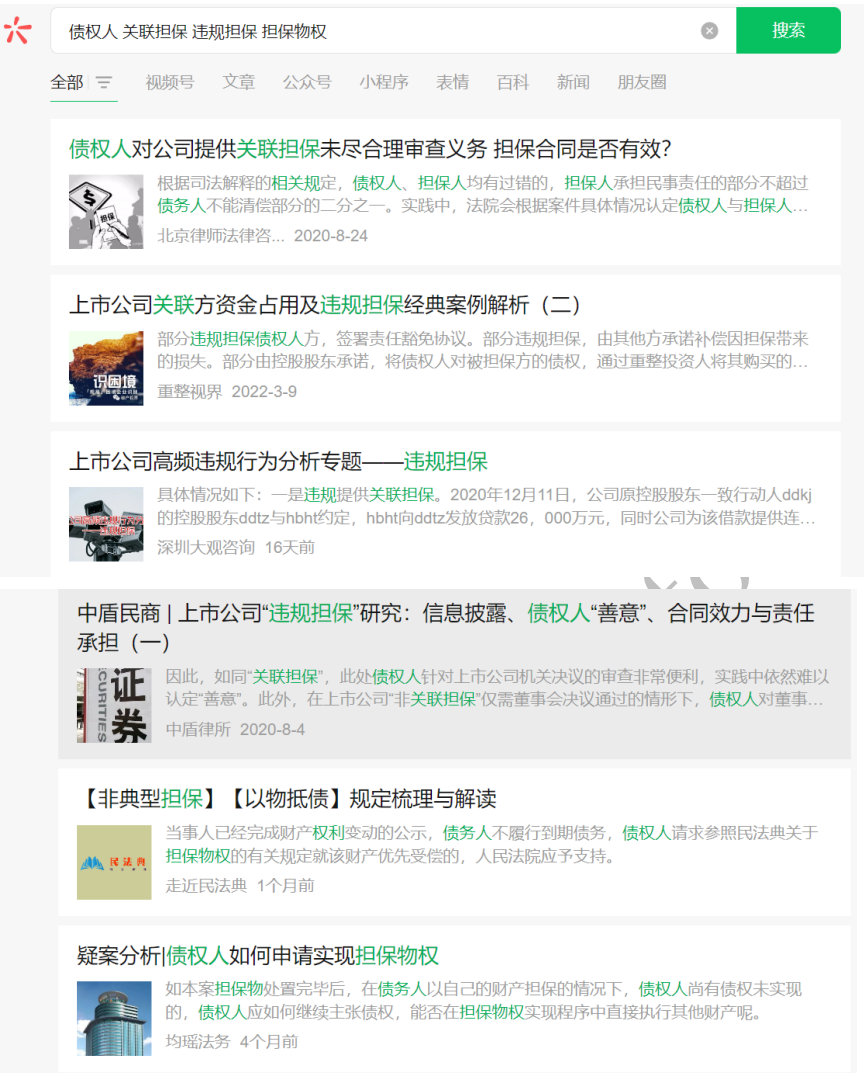 债权人 关联担保 违规担保 担保物权
搜索
全部 视频号 文章 公众号 小程序 表情 百科 新闻 朋友圈
债权人对公司提供关联担保未尽合理审查义务 担保合同是否有效?
根据司法解释的相关规定，债权人、担保人均有过错的，担保人承担民事责任的部分不超过
债务人不能清偿部分的二分之一。实践中，法院会根据案件具体情况认定债权人与担保人...
担保
北京律师法律咨... 2020-8-24
上市公司关联方资金占用及违规担保经典案例解析（二）
部分违规担保债权人方，签署责任豁免协议。部分违规担保，由其他方承诺补偿因担保带来
的损失。部分由控股股东承诺，将债权人对被担保方的债权，通过重整投资人将其购买的...
识困境
重整视界 2022-3-9
上市公司高频违规行为分析专题——违规担保
具体情况如下：一是违规提供关联担保。2020年12月11日，公司原控股股东一致行动人ddkj
的控股股东ddtz与hbht约定，hbht向ddtz发放贷款26，000万元，同时公司为该借款提供连...
深圳大观咨询 16天前
中盾民商 | 上市公司“违规担保”研究：信息披露、债权人“善意”、合同效力与责任
承担（一）
因此，如同“关联担保”，此处债权人针对上市公司机关决议的审查非常便利，实践中依然难以
认定“善意”。此外，在上市公司“非关联担保”仅需董事会决议通过的情形下，债权人对董事...
证券
CURITIES
中盾律所 2020-8-4
【非典型担保】【以物抵债】规定梳理与解读
当事人已经完成财产权利变动的公示，债务人不履行到期债务，债权人请求参照民法典关于
担保物权的有关规定就该财产优先受偿的，人民法院应予支持。
民法典
走近民法典 1个月前
疑案分析|债权人如何申请实现担保物权
如本案担保物处置完毕后，在债务人以自己的财产担保的情况下，债权人尚有债权未实现
的，债权人应如何继续主张债权，能否在担保物权实现程序中直接执行其他财产呢。
均瑶法务 4个月前